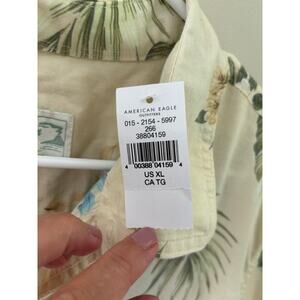 AMERICAN EAGLE
OUTFITTERS
015 - 2154 - 5997
266
38804159
4 00388 04159 4
US XL
CA TG